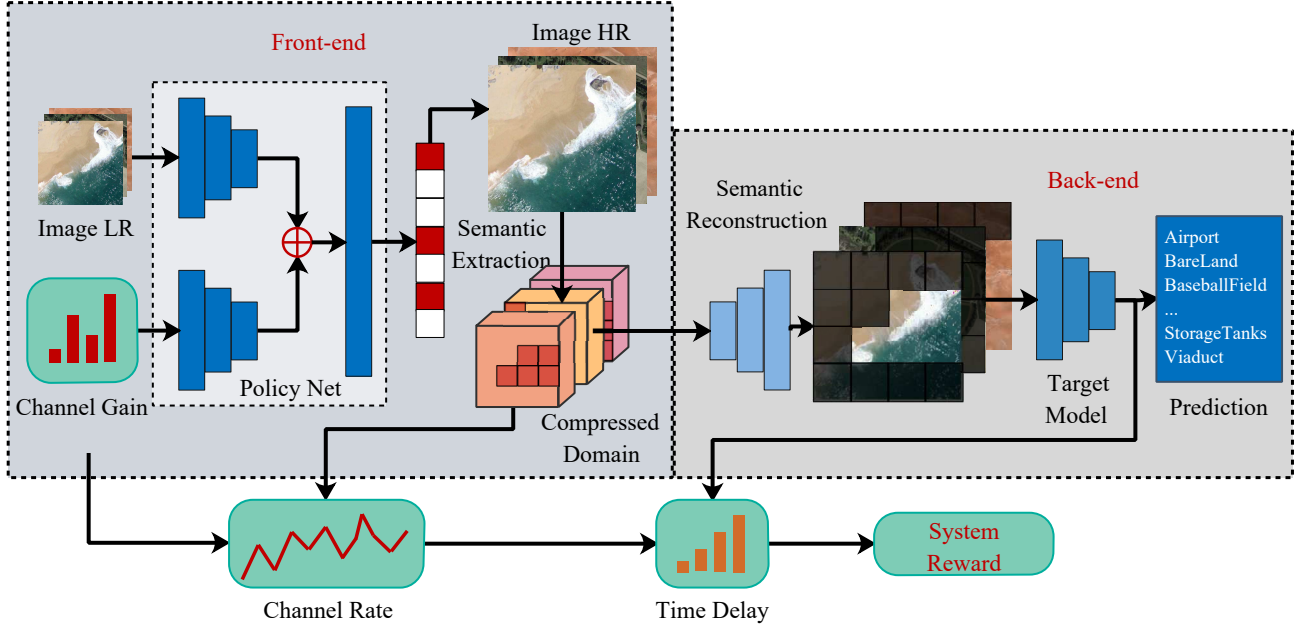 Front-end
Image HR
Image LR
Channel Gain
Policy Net
Semantic
Extraction
Compressed
Domain
Back-end
Semantic
Reconstruction
Target
Model
Airport
BareLand
BaseballField
...
StorageTanks
Viaduct
Prediction
Channel Rate
Time Delay
System
Reward